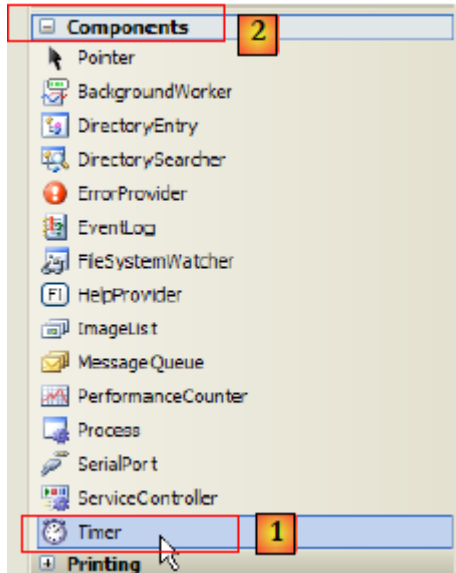 Components
2
Pointer
BackgroundWorker
DirectoryEntry
DirectorySearcher
ErrorProvider
EventLog
FileSystemWatcher
HelpProvider
ImageList
MessageQueue
PerformanceCounter
Process
SerialPort
ServiceController
Timer
1
Printing